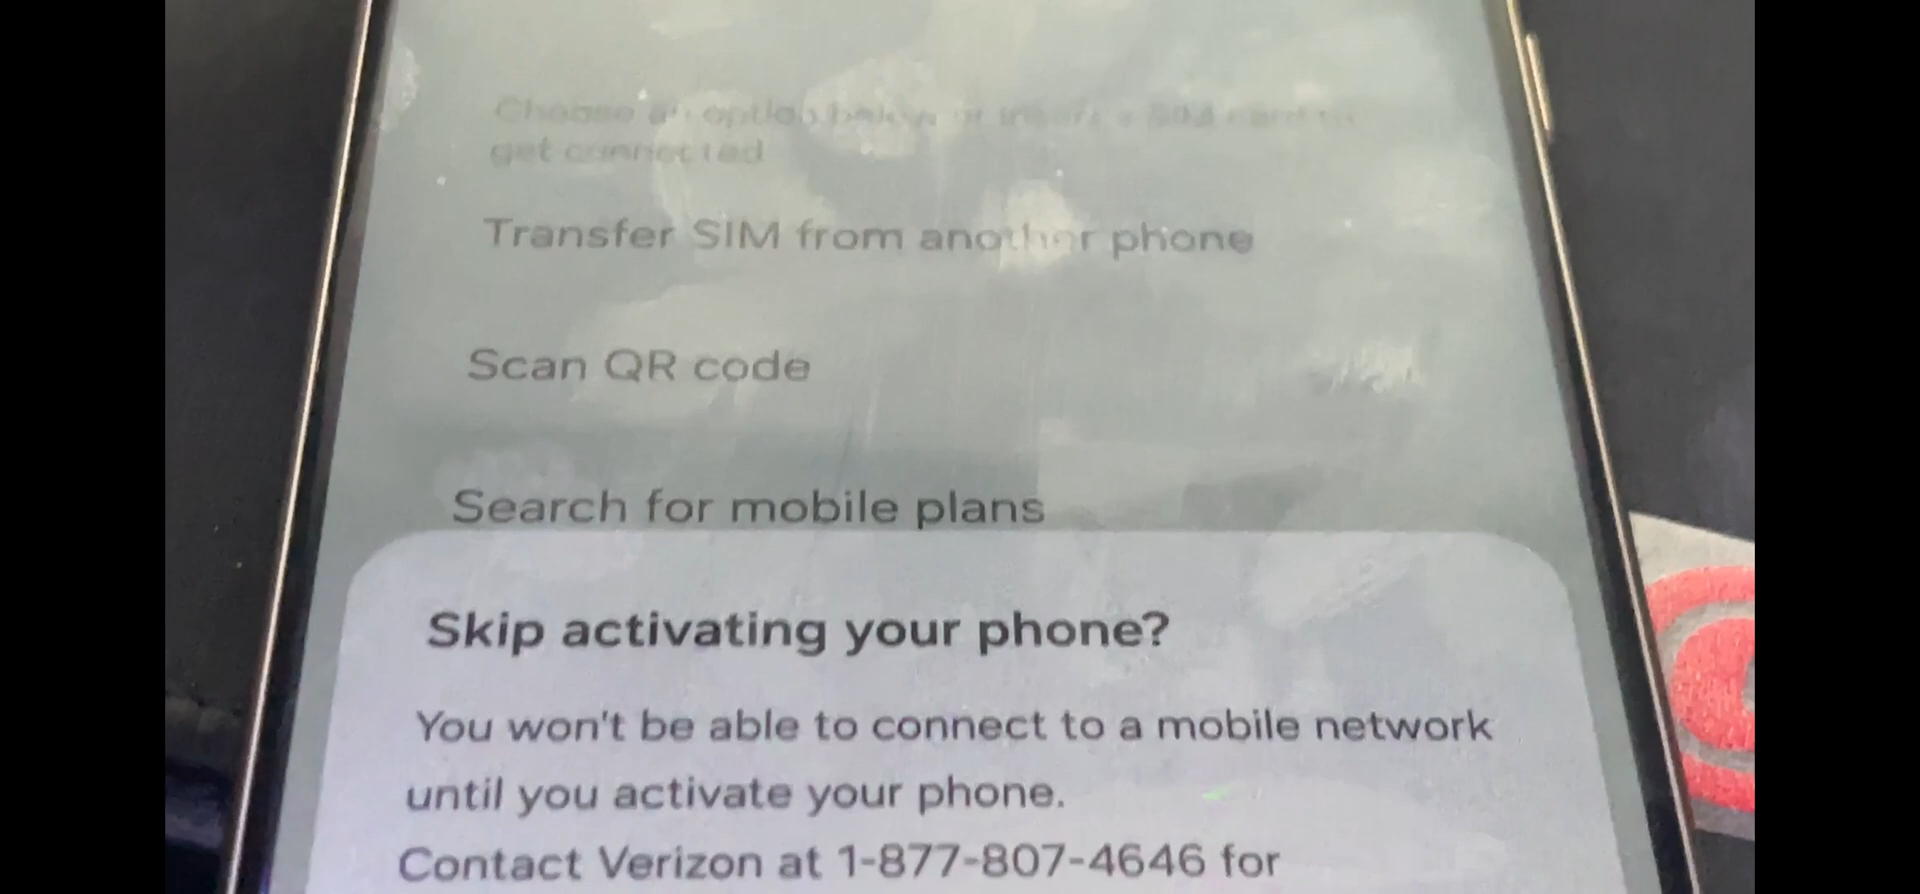 Choose an option below or insert a SIM card to
get connected
Transfer SIM from another phone
Scan QR code
Search for mobile plans
Skip activating your phone?
You won't be able to connect to a mobile network
until you activate your phone.
Contact Verizon at 1-877-807-4646 for